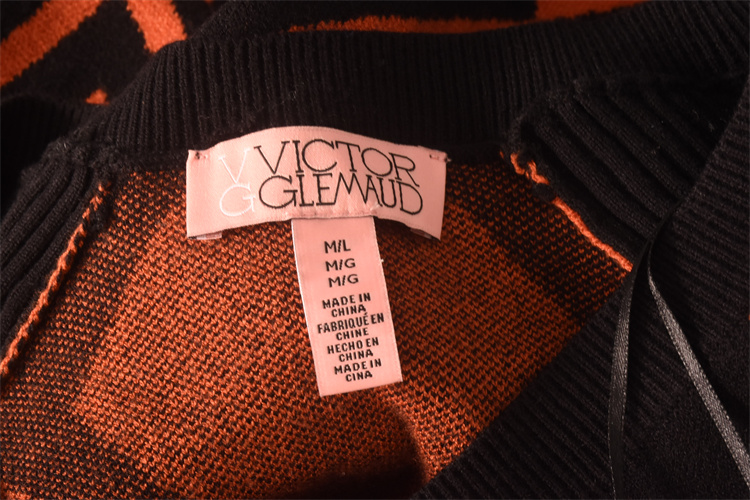 VG
VICTOR
GLEMAUD
M/L
M/G
M/G
MADE IN
CHINA
FABRIQUÉ EN
CHINE
HECHO EN
CHINA
MADE IN
CINA